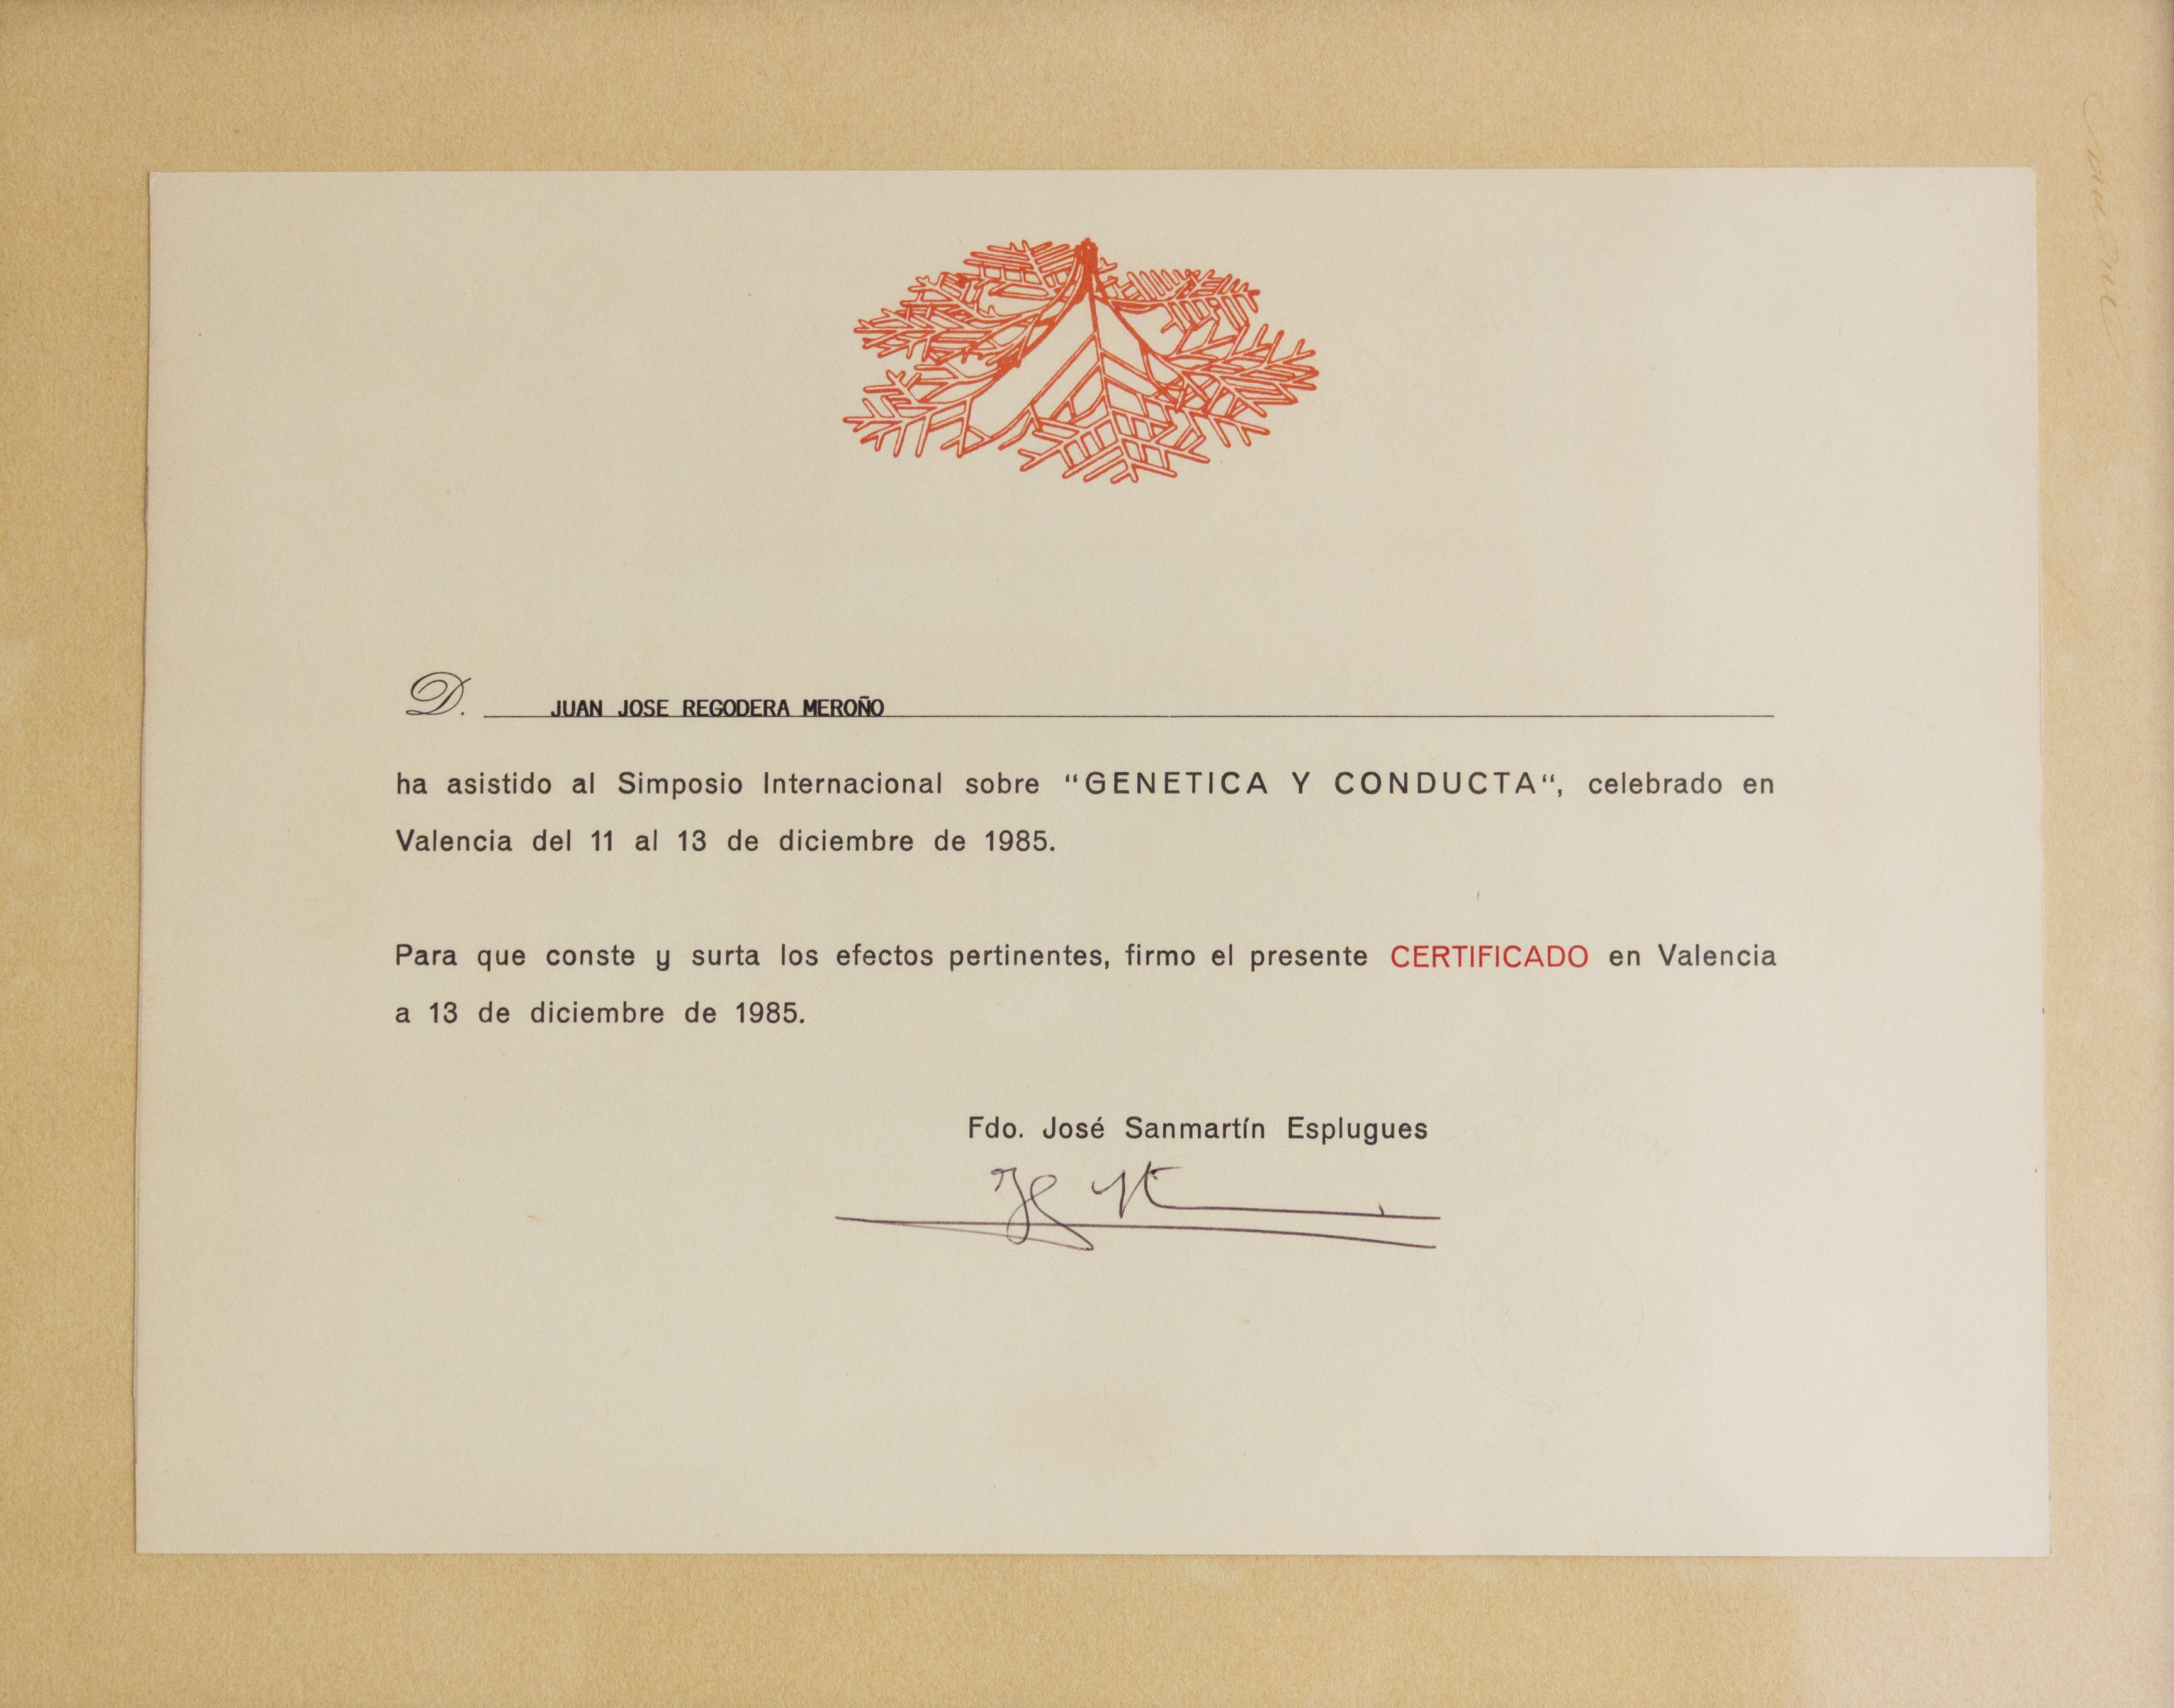 D. JUAN JOSE REGODERA MEROÑO
ha asistido al Simposio Internacional sobre “GENETICA Y CONDUCTA“, celebrado en
Valencia del 11 al 13 de diciembre de 1985.
Para que conste y surta los efectos pertinentes, firmo el presente CERTIFICADO en Valencia
a 13 de diciembre de 1985.
Fdo. José Sanmartín Esplugues